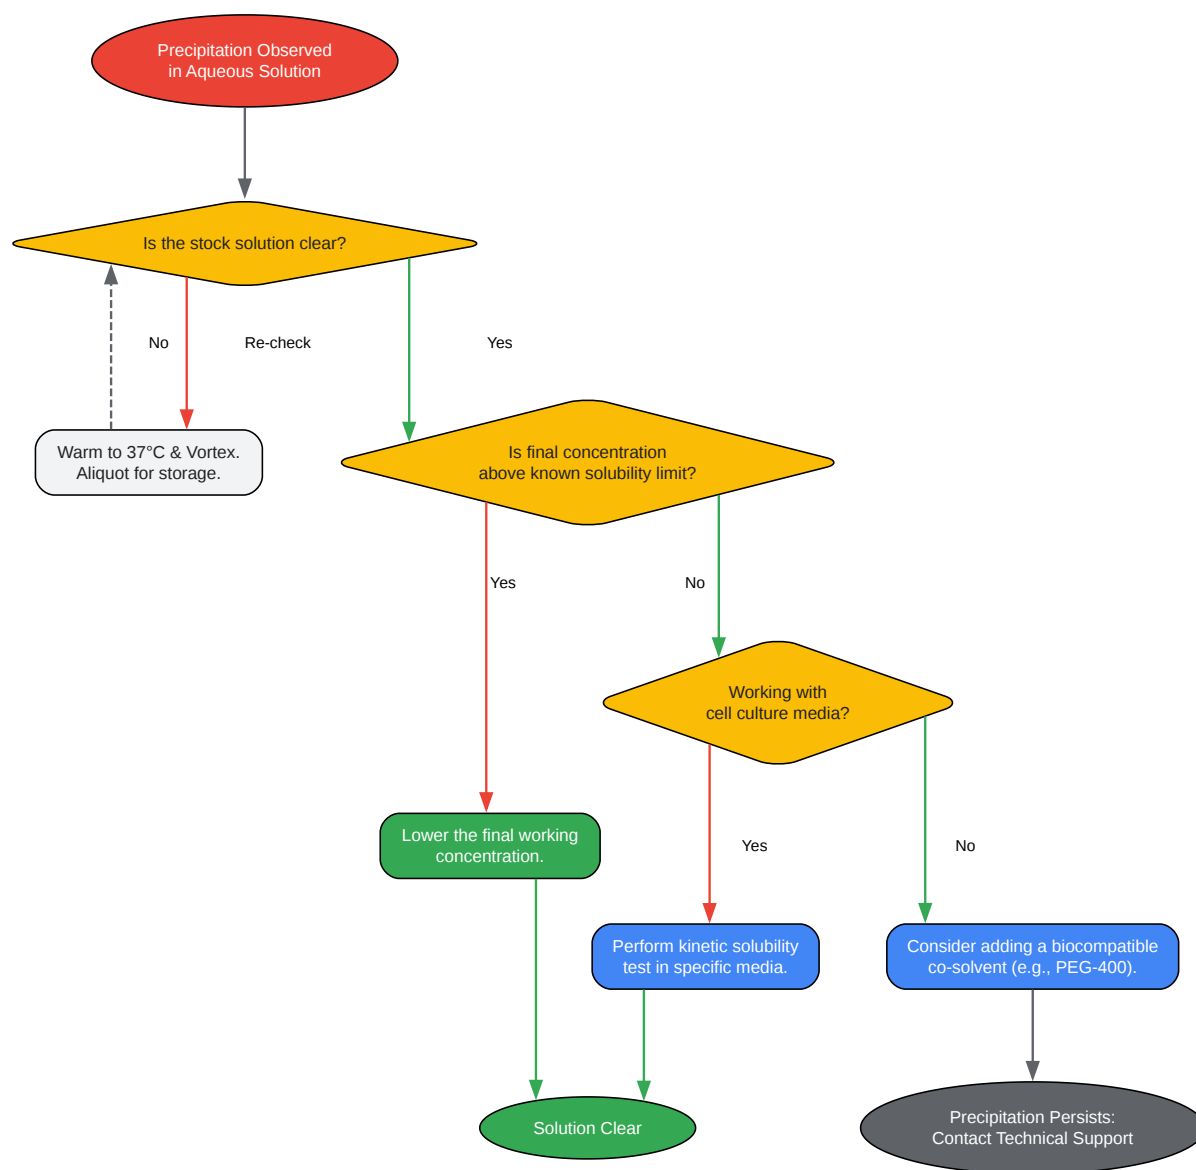 Precipitation Observed
in Aqueous Solution
Is the stock solution clear?
No
Re-check
Yes
Warm to 37°C & Vortex.
Aliquot for storage.
Is final concentration
above known solubility limit?
Yes
No
Working with
cell culture media?
Lower the final working
concentration.
Yes
No
Perform kinetic solubility
test in specific media.
Consider adding a biocompatible
co-solvent (e.g., PEG-400).
Solution Clear
Precipitation Persists:
Contact Technical Support